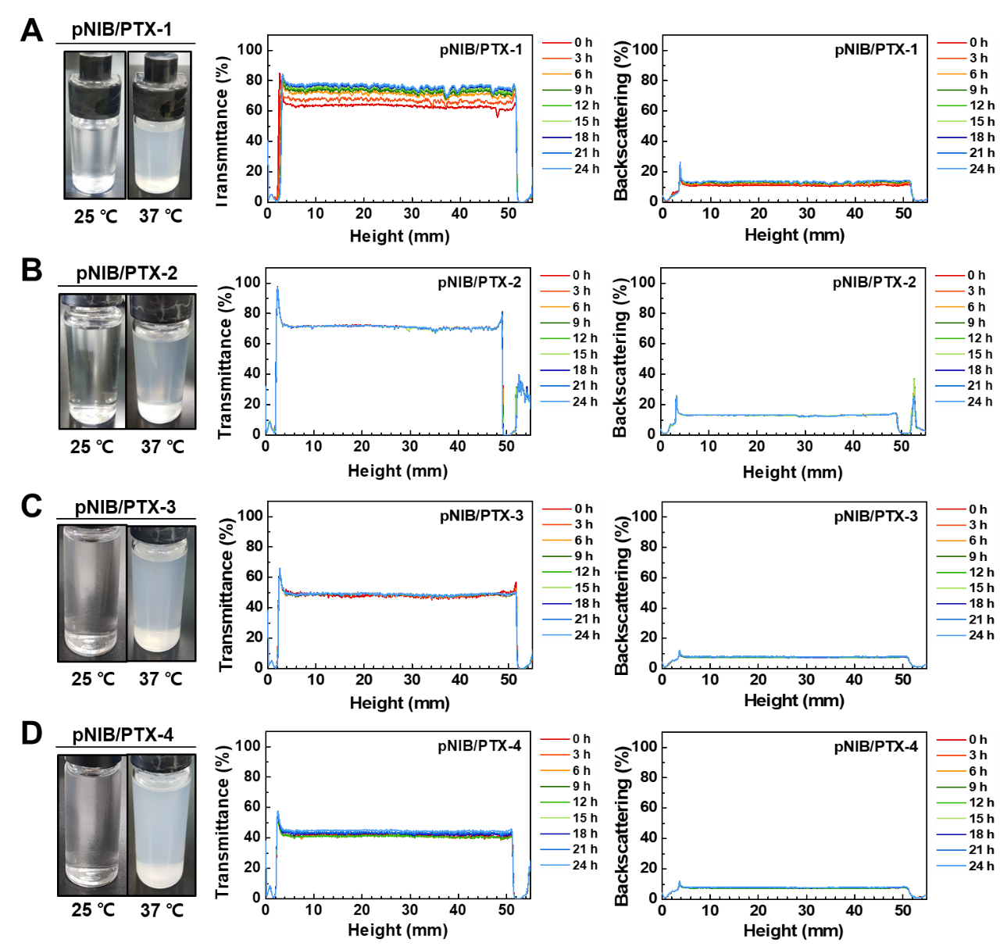 A
pNIB/PTX-1
25 ℃
37 ℃
Transmittance (%)
100
80
60
40
20
0
0 10 20 30 40 50
Height (mm)
pNIB/PTX-1
0 h
3 h
6 h
9 h
12 h
15 h
18 h
21 h
24 h
Backscattering (%)
100
80
60
40
20
0
0 10 20 30 40 50
Height (mm)
pNIB/PTX-1
0 h
3 h
6 h
9 h
12 h
15 h
18 h
21 h
24 h
B
pNIB/PTX-2
25 ℃
37 ℃
Transmittance (%)
100
80
60
40
20
0
0 10 20 30 40 50
Height (mm)
pNIB/PTX-2
0 h
3 h
6 h
9 h
12 h
15 h
18 h
21 h
24 h
Backscattering (%)
100
80
60
40
20
0
0 10 20 30 40 50
Height (mm)
pNIB/PTX-2
0 h
3 h
6 h
9 h
12 h
15 h
18 h
21 h
24 h
C
pNIB/PTX-3
25 ℃
37 ℃
Transmittance (%)
100
80
60
40
20
0
0 10 20 30 40 50
Height (mm)
pNIB/PTX-3
0 h
3 h
6 h
9 h
12 h
15 h
18 h
21 h
24 h
Backscattering (%)
100
80
60
40
20
0
0 10 20 30 40 50
Height (mm)
pNIB/PTX-3
0 h
3 h
6 h
9 h
12 h
15 h
18 h
21 h
24 h
D
pNIB/PTX-4
25 ℃
37 ℃
Transmittance (%)
100
80
60
40
20
0
0 10 20 30 40 50
Height (mm)
pNIB/PTX-4
0 h
3 h
6 h
9 h
12 h
15 h
18 h
21 h
24 h
Backscattering (%)
100
80
60
40
20
0
0 10 20 30 40 50
Height (mm)
pNIB/PTX-4
0 h
3 h
6 h
9 h
12 h
15 h
18 h
21 h
24 h